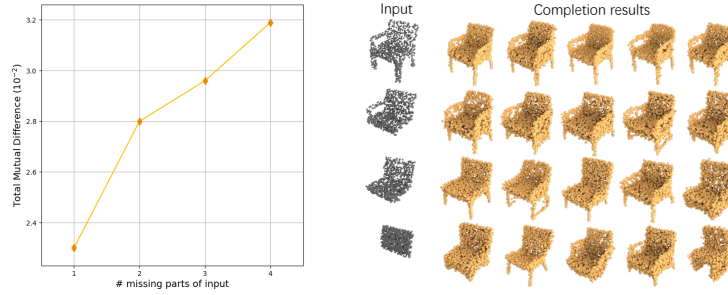 Input
Completion results
Total Mutual Difference (10⁻²)
3.2
3.0
2.8
2.6
2.4
1
2
3
4
# missing parts of input